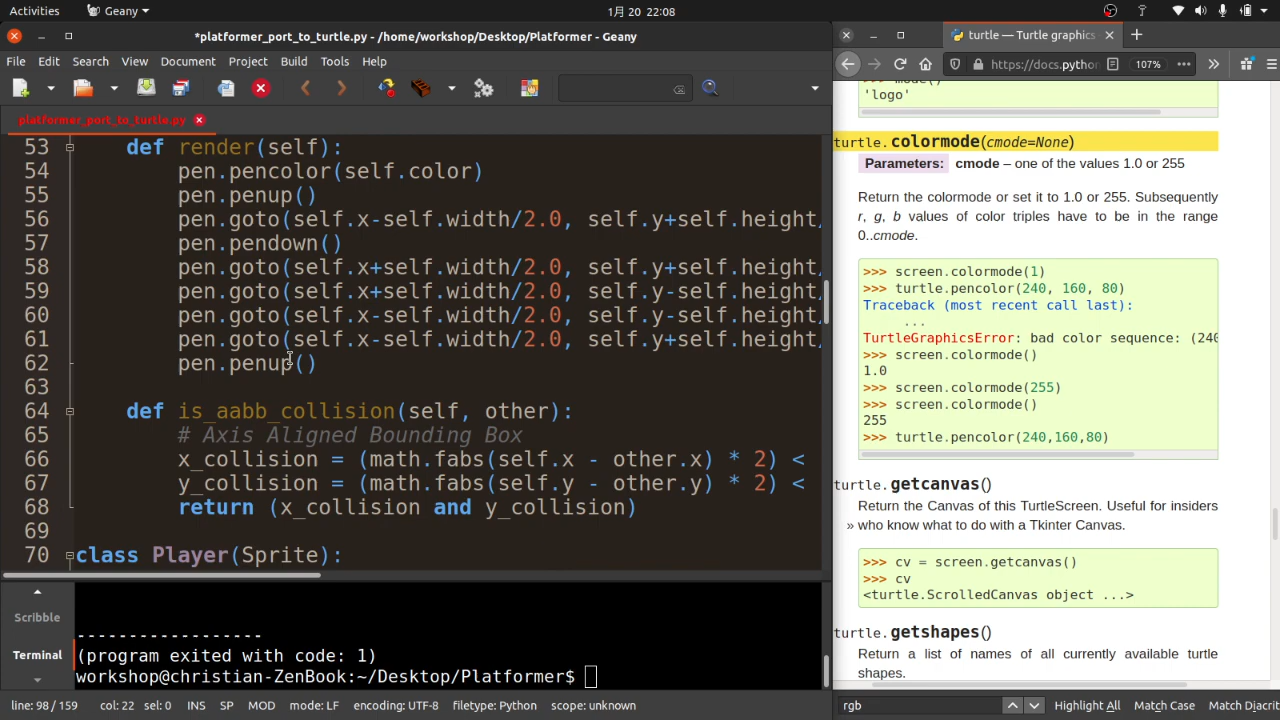 Activities Geany 1月 20 22:08
*platformer_port_to_turtle.py - /home/workshop/Desktop/Platformer - Geany
File Edit Search View Document Project Build Tools Help
platformer_port_to_turtle.py
53 def render(self):
54 pen.pencolor(self.color)
55 pen.penup()
56 pen.goto(self.x-self.width/2.0, self.y+self.height/
57 pen.pendown()
58 pen.goto(self.x+self.width/2.0, self.y+self.height/
59 pen.goto(self.x+self.width/2.0, self.y-self.height/
60 pen.goto(self.x-self.width/2.0, self.y-self.height/
61 pen.goto(self.x-self.width/2.0, self.y+self.height/
62 pen.penup()
63
64 def is_aabb_collision(self, other):
65 # Axis Aligned Bounding Box
66 x_collision = (math.fabs(self.x - other.x) * 2) <
67 y_collision = (math.fabs(self.y - other.y) * 2) <
68 return (x_collision and y_collision)
69
70 class Player(Sprite):
Scribble
Terminal
------------------
(program exited with code: 1)
workshop@christian-ZenBook:~/Desktop/Platformer$
line: 98 / 159 col: 22 sel: 0 INS SP MOD mode: LF encoding: UTF-8 filetype: Python scope: unknown
turtle — Turtle graphics
https://docs.python 107%
>>> mode()
'logo'
turtle.colormode(cmode=None)
Parameters: cmode – one of the values 1.0 or 255
Return the colormode or set it to 1.0 or 255. Subsequently
r, g, b values of color triples have to be in the range
0..cmode.
>>> screen.colormode(1)
>>> turtle.pencolor(240, 160, 80)
Traceback (most recent call last):
...
TurtleGraphicsError: bad color sequence: (240
>>> screen.colormode()
1.0
>>> screen.colormode(255)
>>> screen.colormode()
255
>>> turtle.pencolor(240,160,80)
turtle.getcanvas()
Return the Canvas of this TurtleScreen. Useful for insiders
» who know what to do with a Tkinter Canvas.
>>> cv = screen.getcanvas()
>>> cv
<turtle.ScrolledCanvas object ...>
turtle.getshapes()
Return a list of names of all currently available turtle
shapes.
rgb Highlight All Match Case Match Diacrit